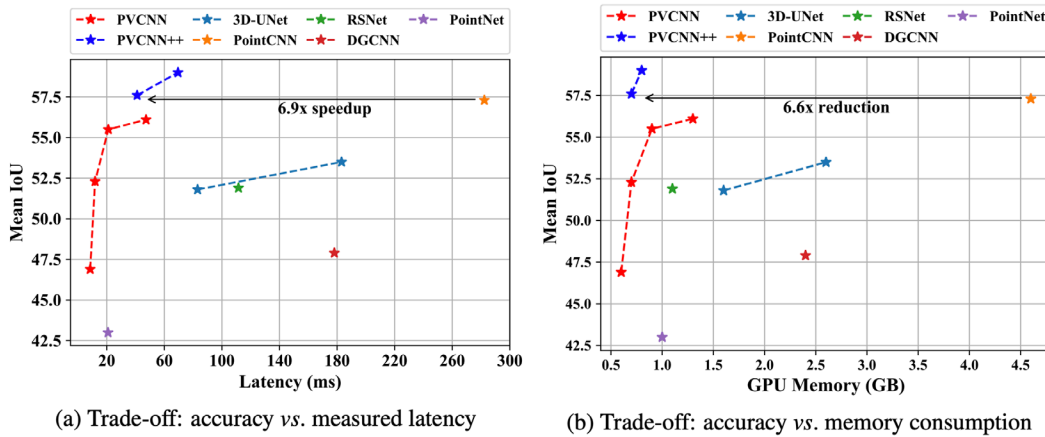 PVCNN 3D-UNet RSNet PointNet
PVCNN++ PointCNN DGCNN
57.5
55.0
52.5
50.0
47.5
45.0
42.5
Mean IoU
6.9x speedup
20 60 100 140 180 220 260 300
Latency (ms)
(a) Trade-off: accuracy vs. measured latency
PVCNN 3D-UNet RSNet PointNet
PVCNN++ PointCNN DGCNN
57.5
55.0
52.5
50.0
47.5
45.0
42.5
Mean IoU
6.6x reduction
0.5 1.0 1.5 2.0 2.5 3.0 3.5 4.0 4.5
GPU Memory (GB)
(b) Trade-off: accuracy vs. memory consumption